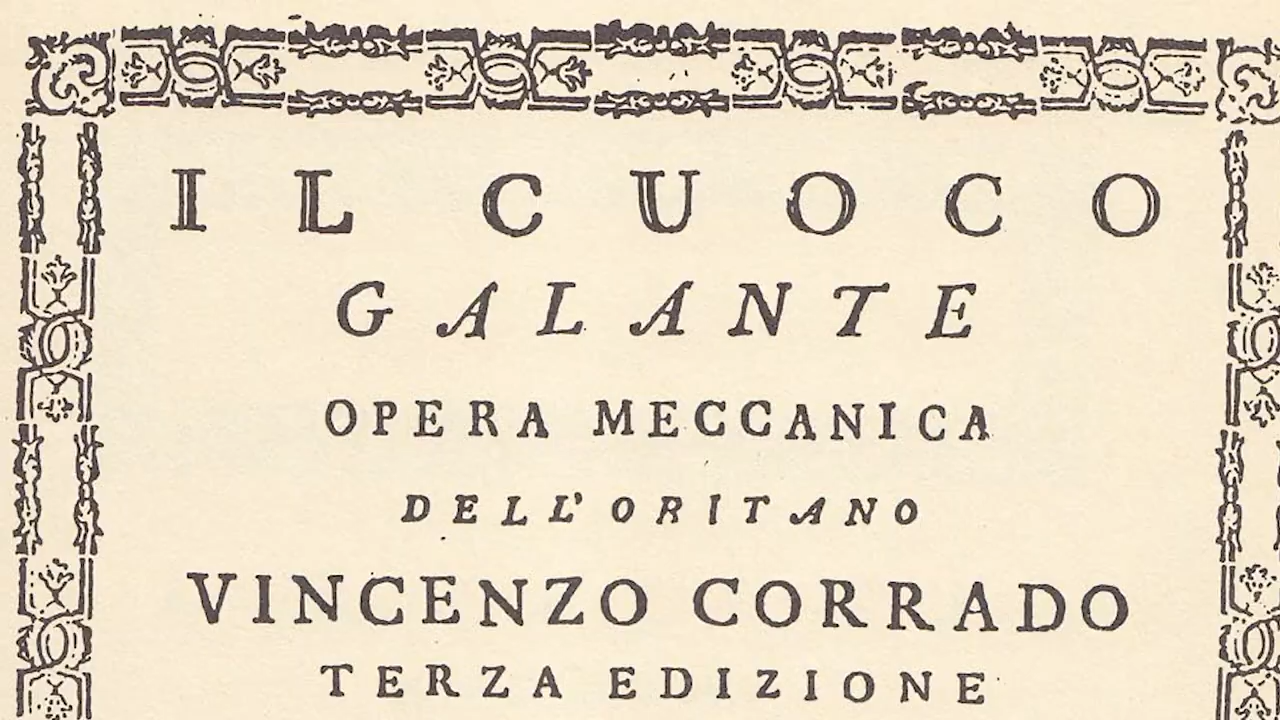 IL CUOCO
GALANTE
OPERA MECCANICA
DELL' ORITANO
VINCENZO CORRADO
TERZA EDIZIONE